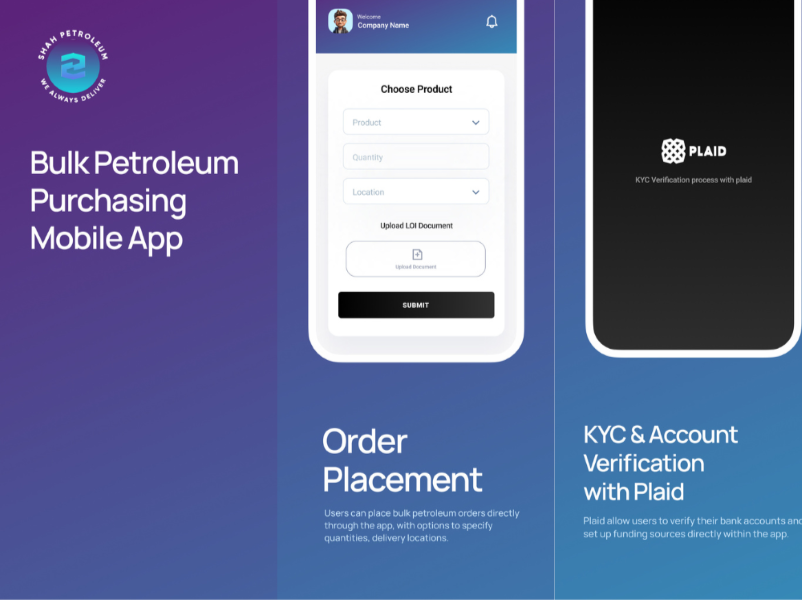 SHAH PETROLEUM
WE ALWAYS DELIVER
Bulk Petroleum
Purchasing
Mobile App
Welcome
Company Name
Choose Product
Product
Quantity
Location
Upload LOI Document
Upload Document
SUBMIT
Order
Placement
Users can place bulk petroleum orders directly
through the app, with options to specify
quantities, delivery locations.
PLAID
KYC Verification process with plaid
KYC & Account
Verification
with Plaid
Plaid allow users to verify their bank accounts and
set up funding sources directly within the app.